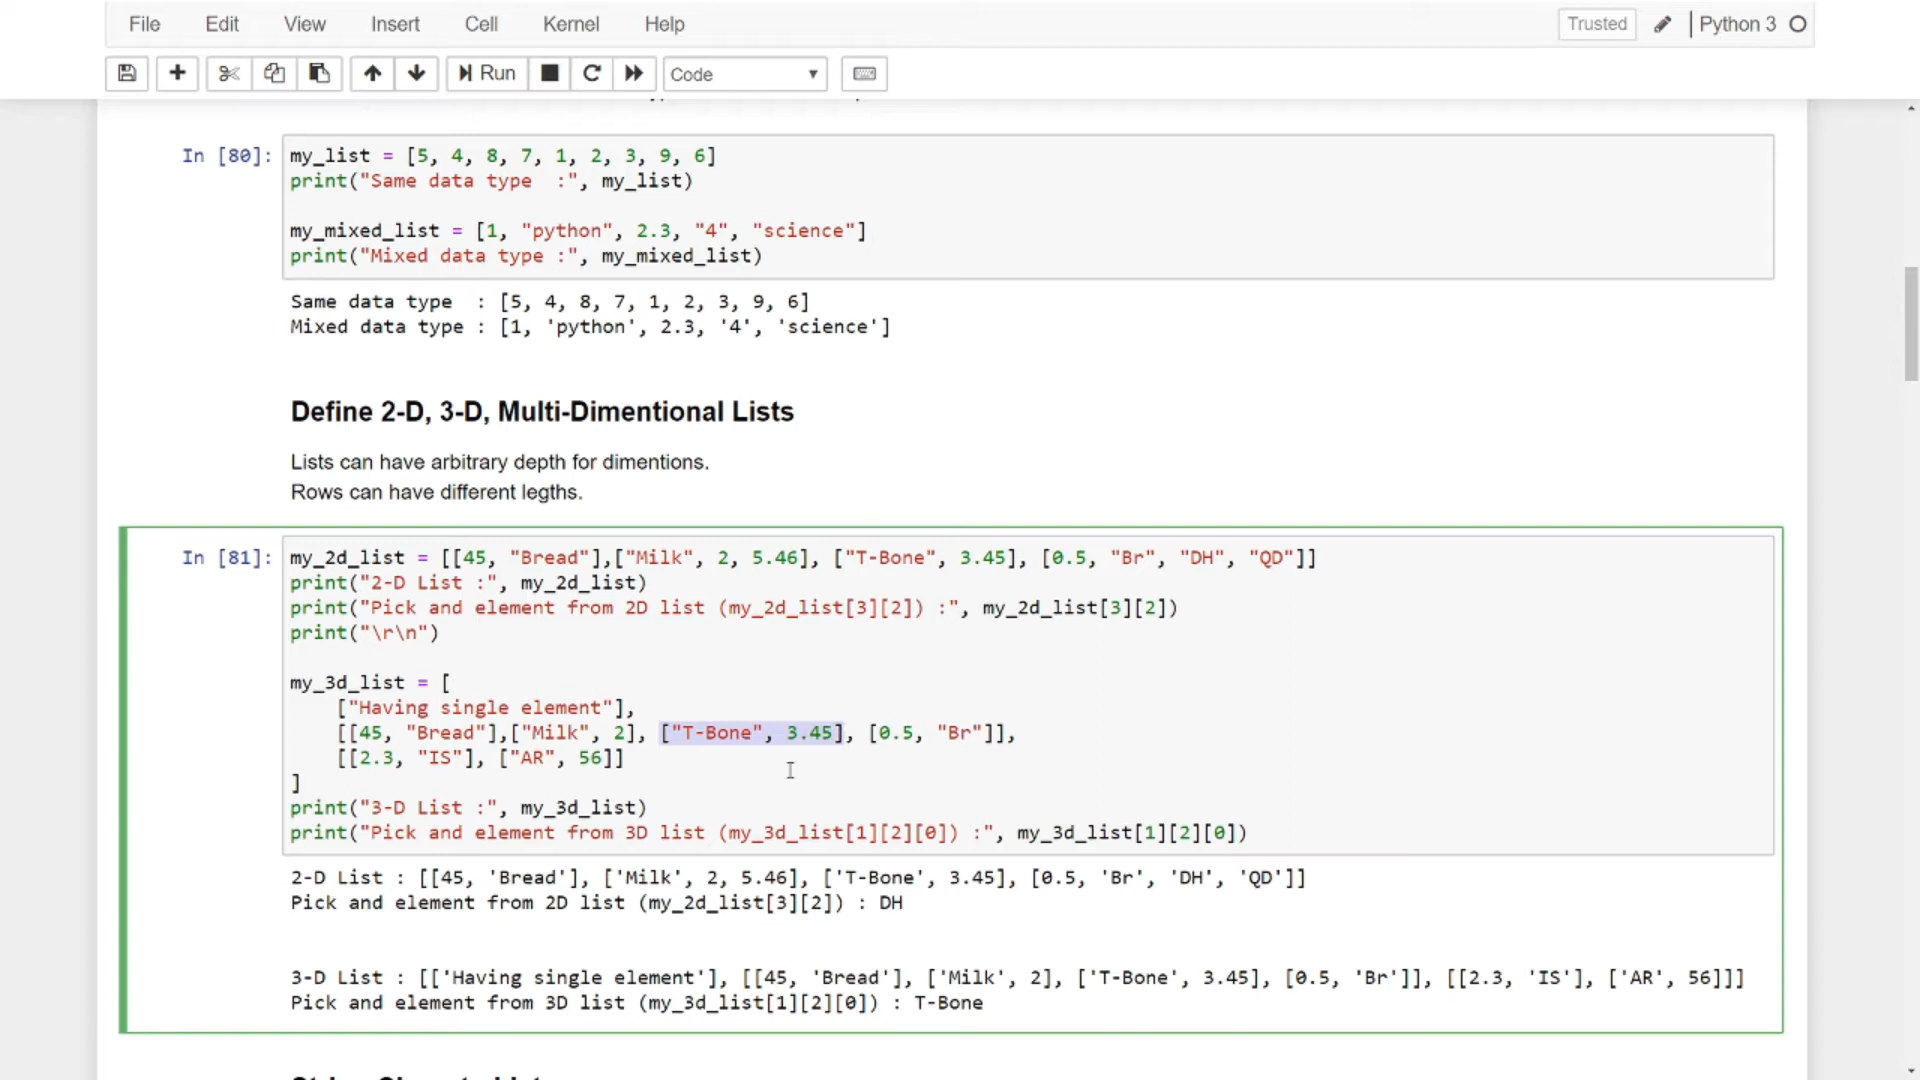 File Edit View Insert Cell Kernel Help Trusted Python 3
Run Code
In [80]: my_list = [5, 4, 8, 7, 1, 2, 3, 9, 6]
print("Same data type  :", my_list)
my_mixed_list = [1, "python", 2.3, "4", "science"]
print("Mixed data type :", my_mixed_list)
Same data type  : [5, 4, 8, 7, 1, 2, 3, 9, 6]
Mixed data type : [1, 'python', 2.3, '4', 'science']
Define 2-D, 3-D, Multi-Dimentional Lists
Lists can have arbitrary depth for dimentions.
Rows can have different legths.
In [81]: my_2d_list = [[45, "Bread"],["Milk", 2, 5.46], ["T-Bone", 3.45], [0.5, "Br", "DH", "QD"]]
print("2-D List :", my_2d_list)
print("Pick and element from 2D list (my_2d_list[3][2]) :", my_2d_list[3][2])
print("\r\n")
my_3d_list = [
    ["Having single element"],
    [[45, "Bread"],["Milk", 2], ["T-Bone", 3.45], [0.5, "Br"]],
    [[2.3, "IS"], ["AR", 56]]
]
print("3-D List :", my_3d_list)
print("Pick and element from 3D list (my_3d_list[1][2][0]) :", my_3d_list[1][2][0])
2-D List : [[45, 'Bread'], ['Milk', 2, 5.46], ['T-Bone', 3.45], [0.5, 'Br', 'DH', 'QD']]
Pick and element from 2D list (my_2d_list[3][2]) : DH
3-D List : [['Having single element'], [[45, 'Bread'], ['Milk', 2], ['T-Bone', 3.45], [0.5, 'Br']], [[2.3, 'IS'], ['AR', 56]]]
Pick and element from 3D list (my_3d_list[1][2][0]) : T-Bone